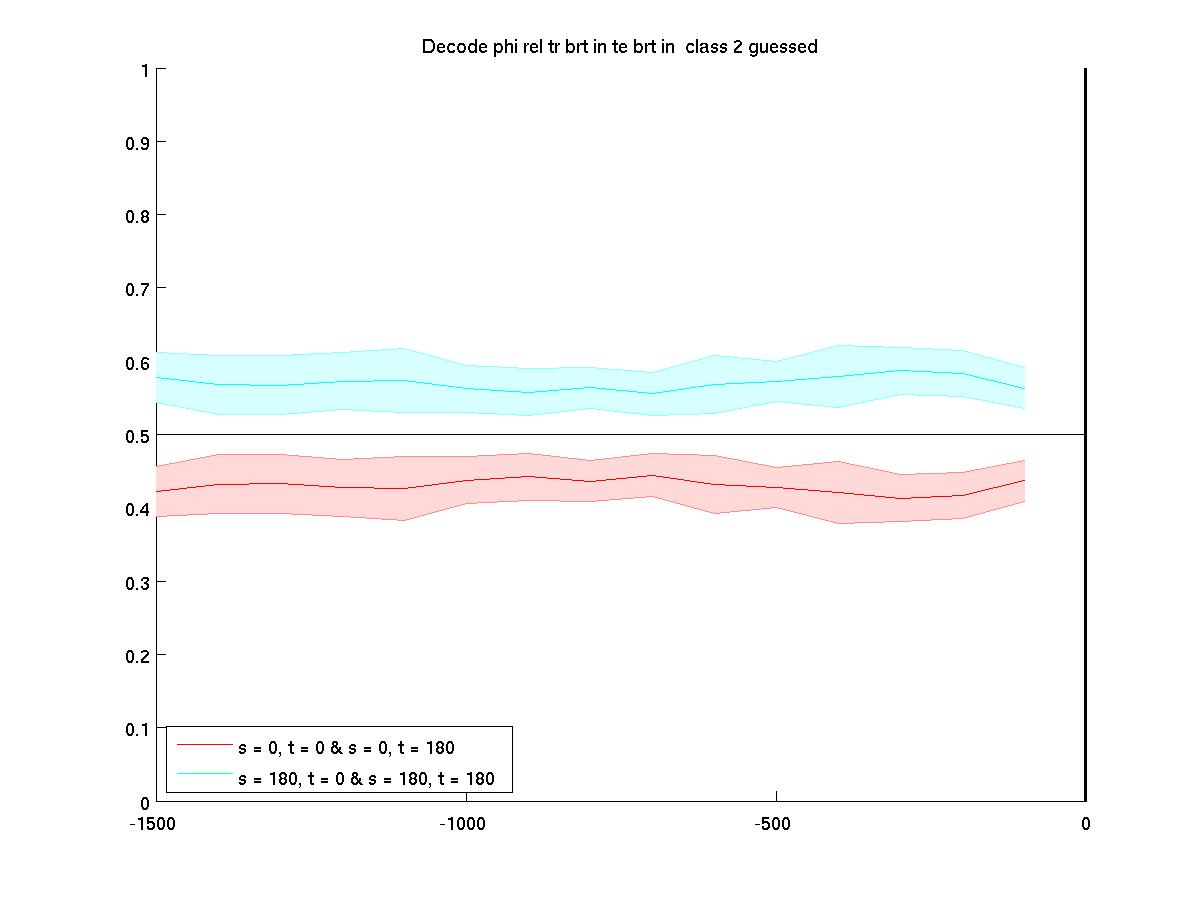 Decode phi rel tr brt in te brt in  class 2 guessed
1
0.9
0.8
0.7
0.6
0.5
0.4
0.3
0.2
0.1
0
s = 0, t = 0 & s = 0, t = 180
s = 180, t = 0 & s = 180, t = 180
-1500 -1000 -500 0